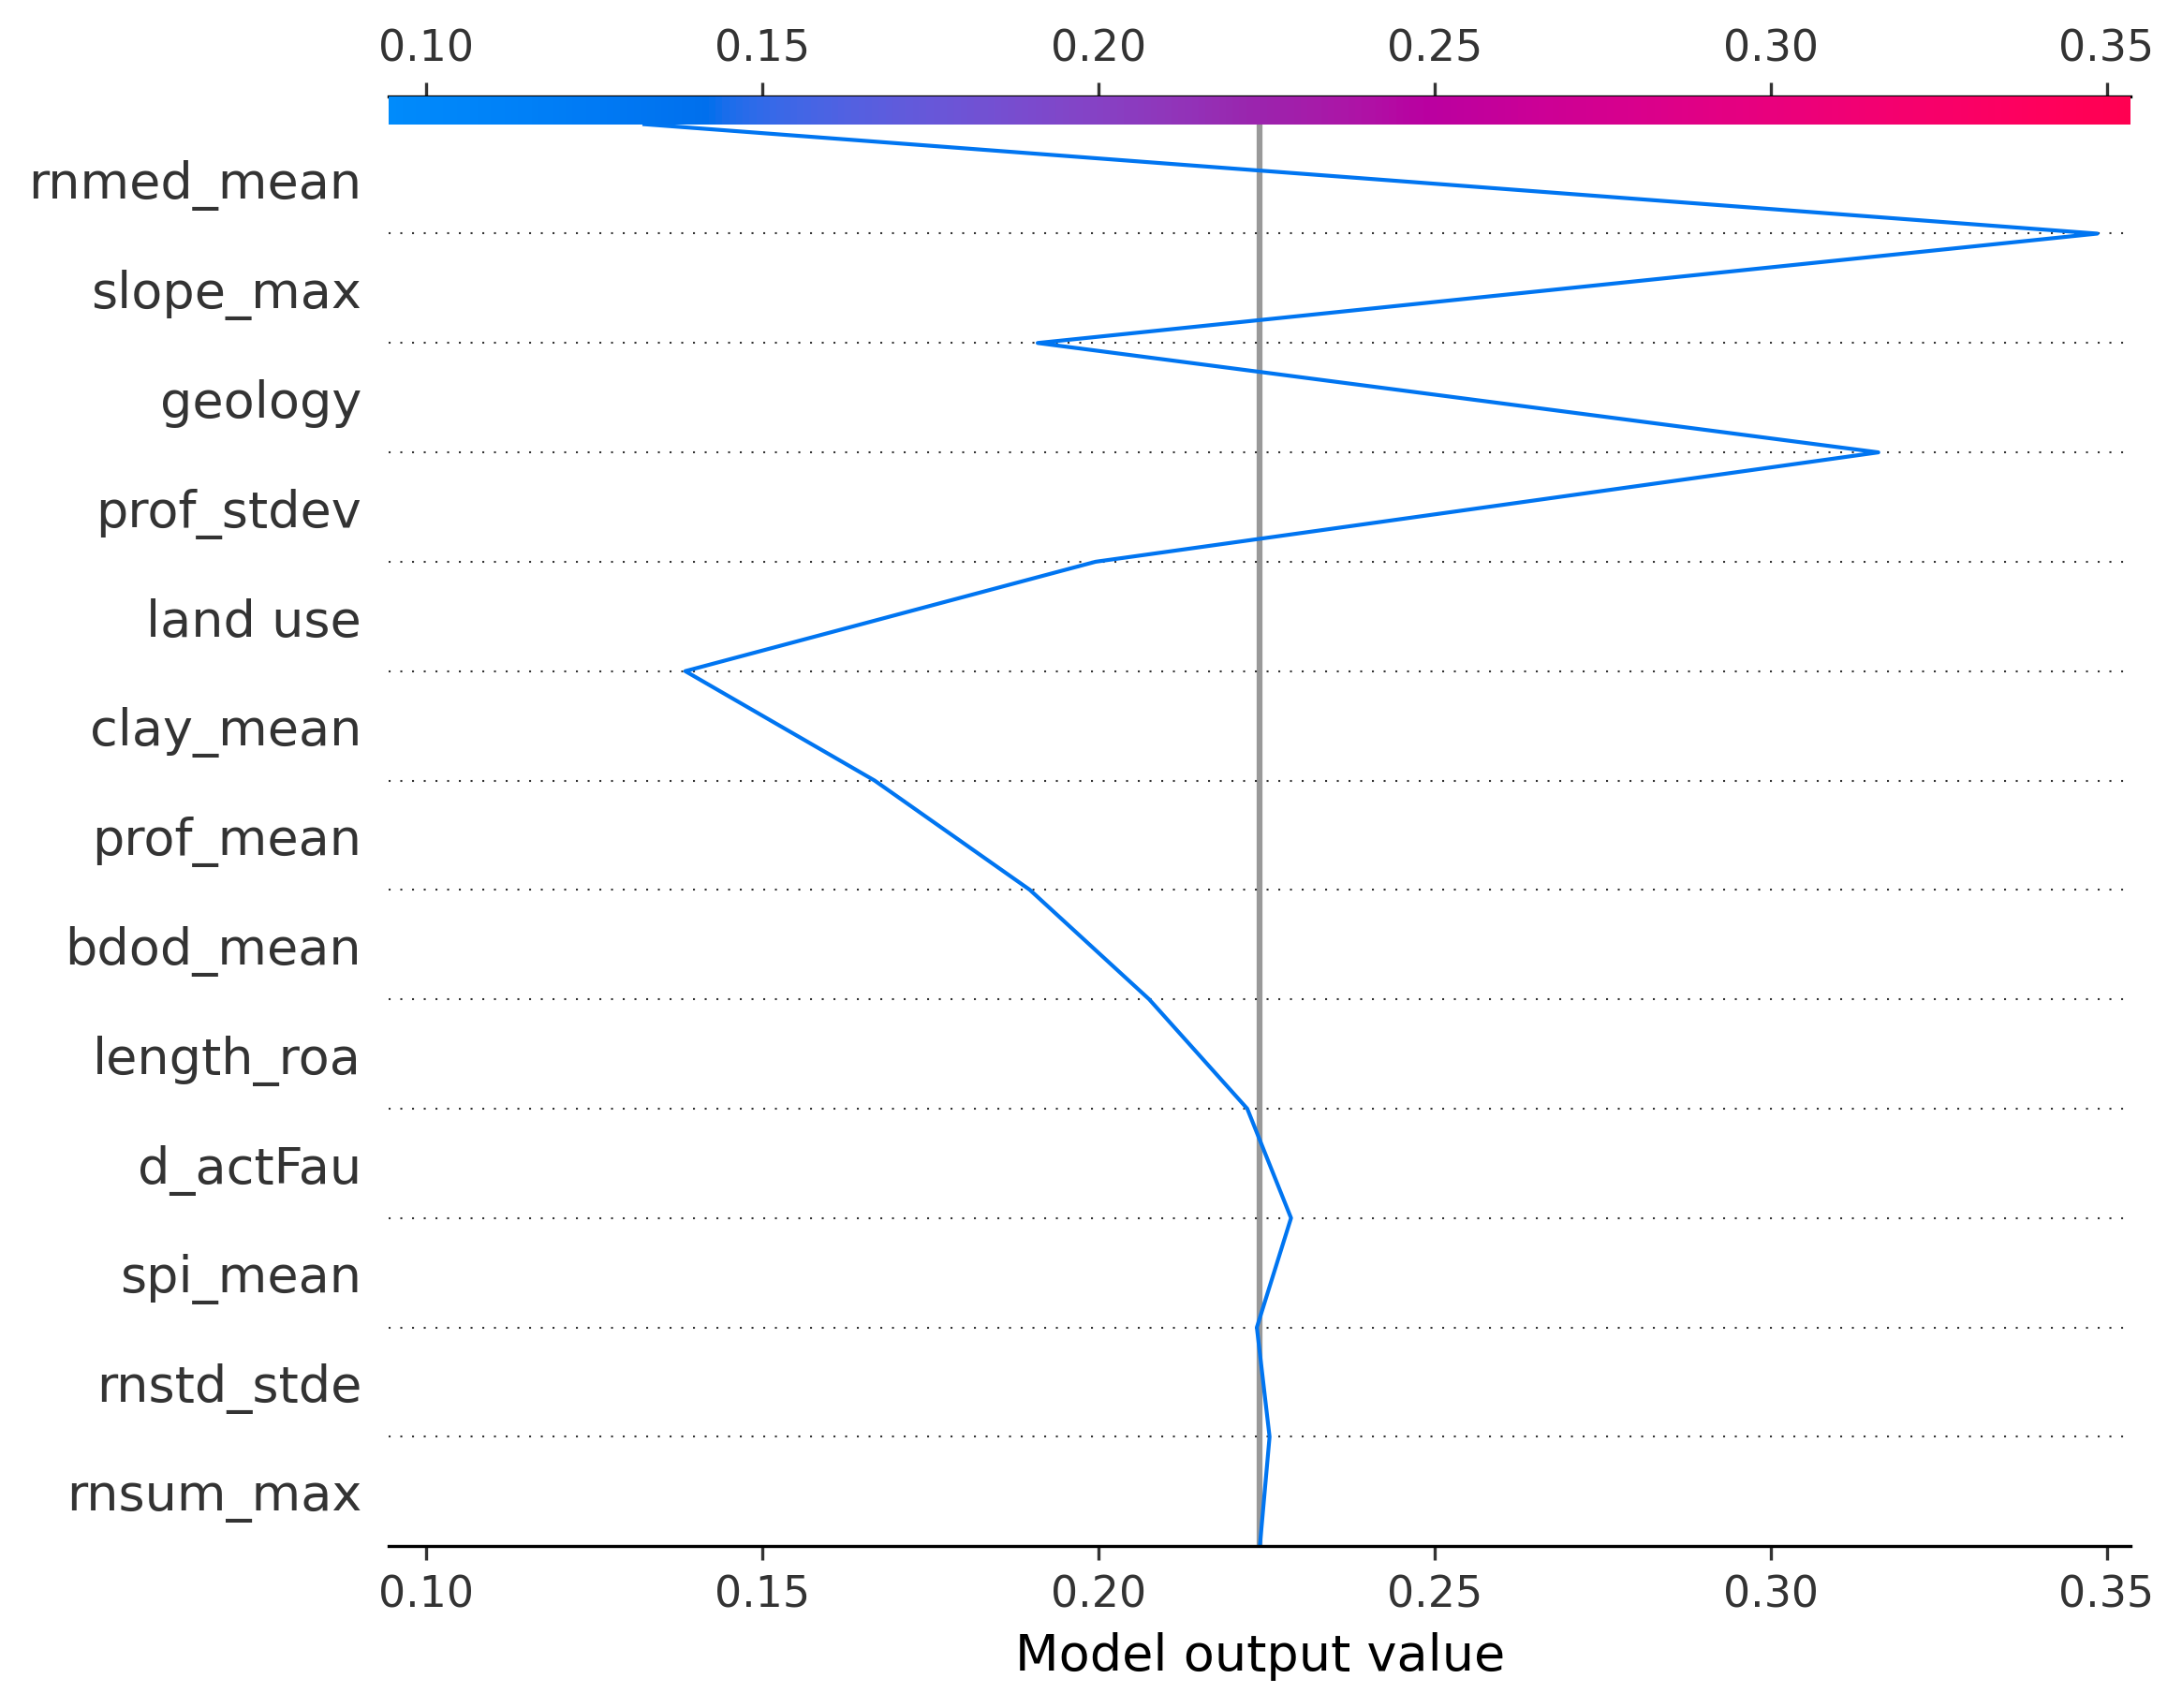 0.10 0.15 0.20 0.25 0.30 0.35
rnmed_mean
slope_max
geology
prof_stdev
land use
clay_mean
prof_mean
bdod_mean
length_roa
d_actFau
spi_mean
rnstd_stde
rnsum_max
0.10 0.15 0.20 0.25 0.30 0.35
Model output value